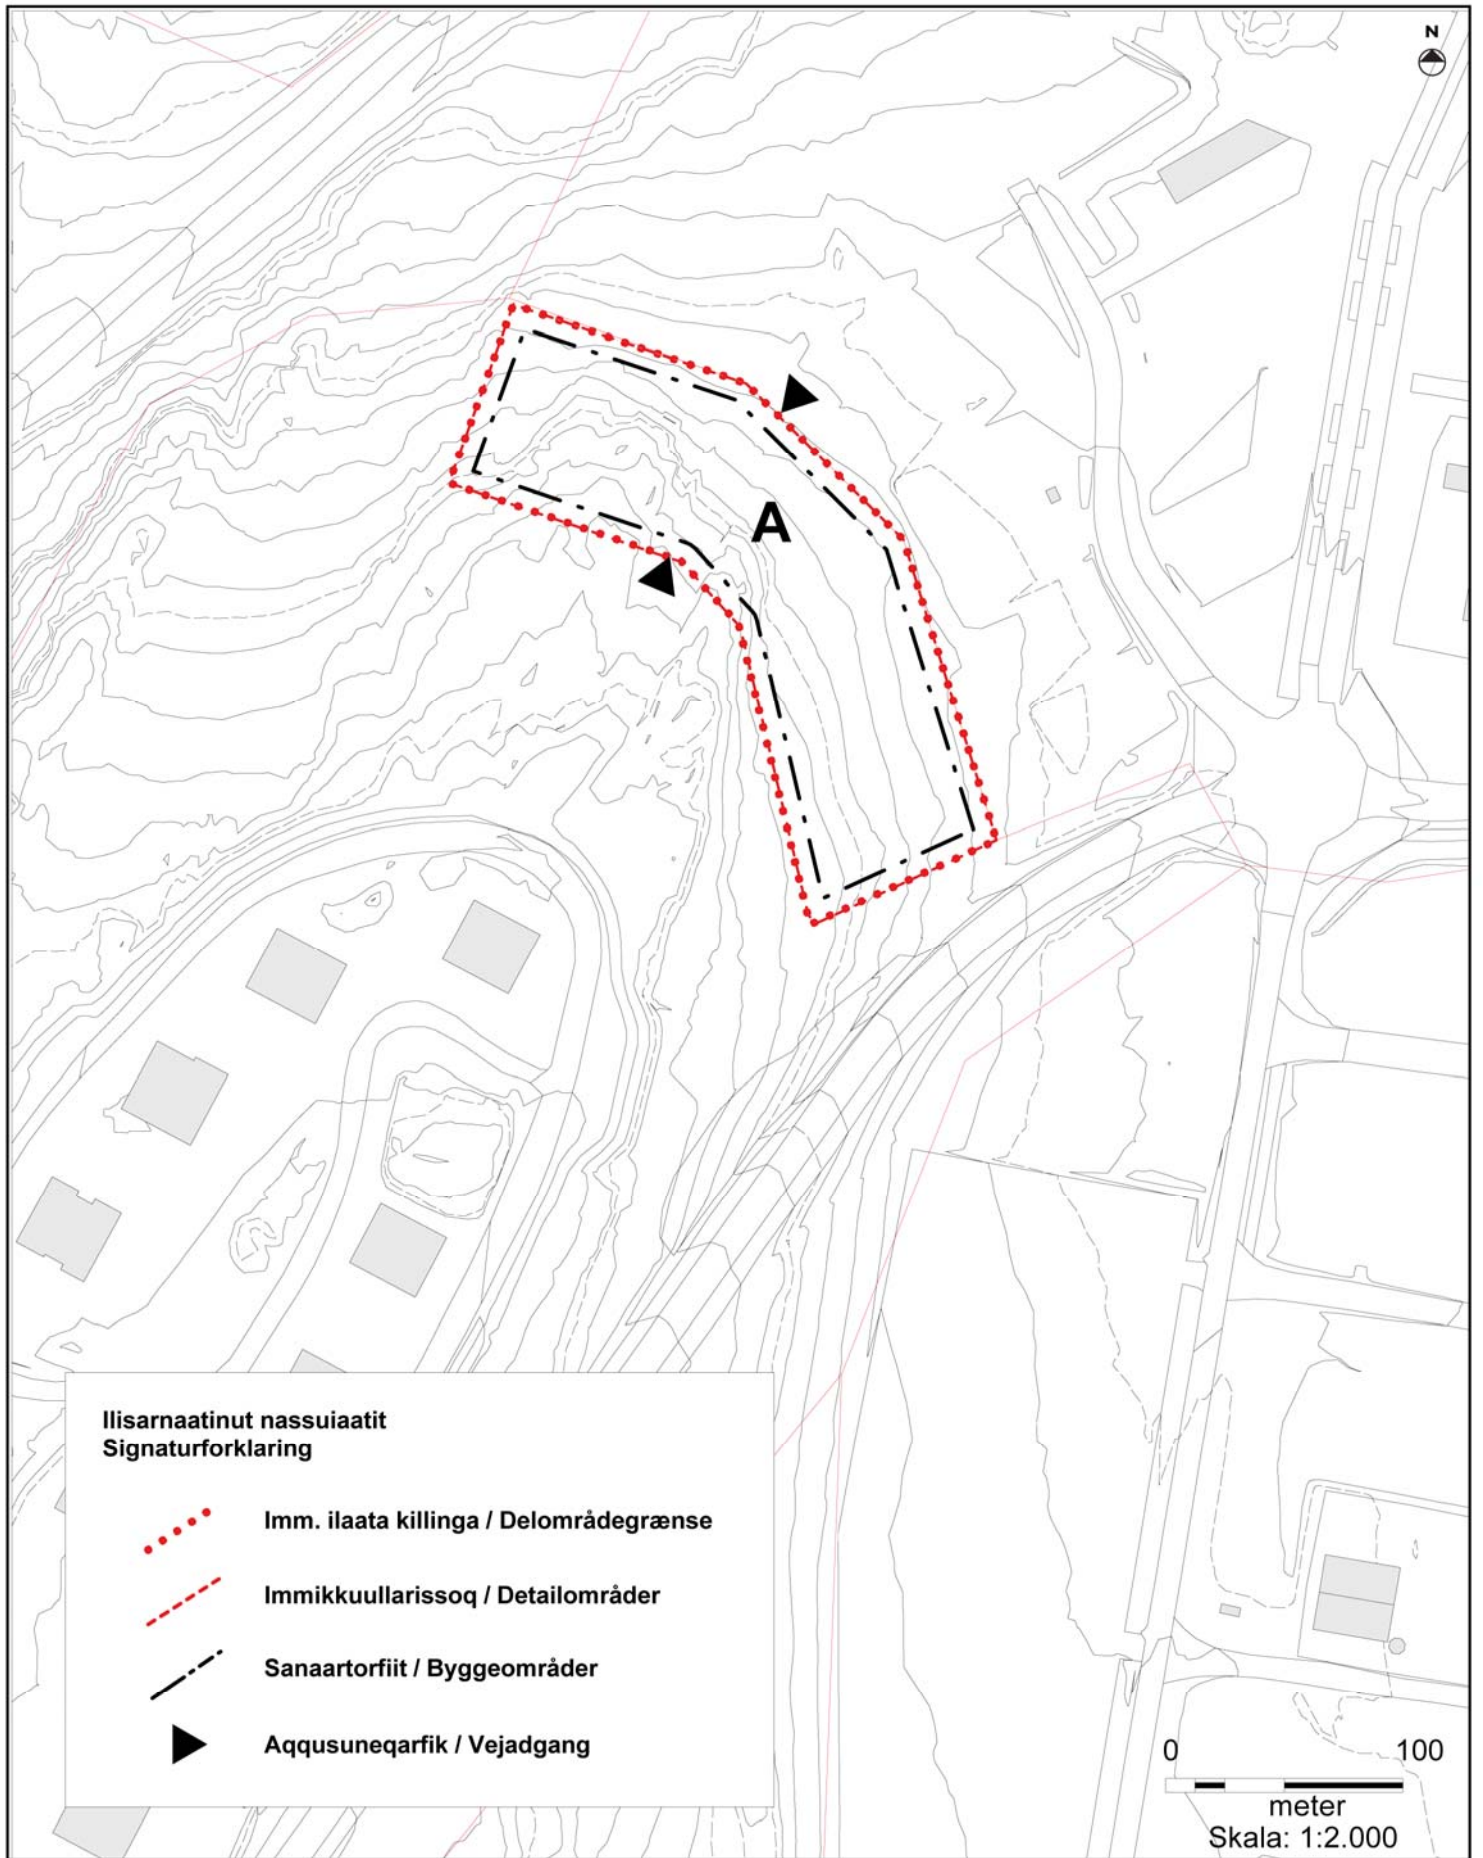 N
A
Ilisarnaatinut nassuiaatit
Signaturforklaring
Imm. ilaata killinga / Delområdegrænse
Immikkuullarissoq / Detailområder
Sanaartorfiit / Byggeområder
Aqqusuneqarfik / Vejadgang
0 100
meter
Skala: 1:2.000